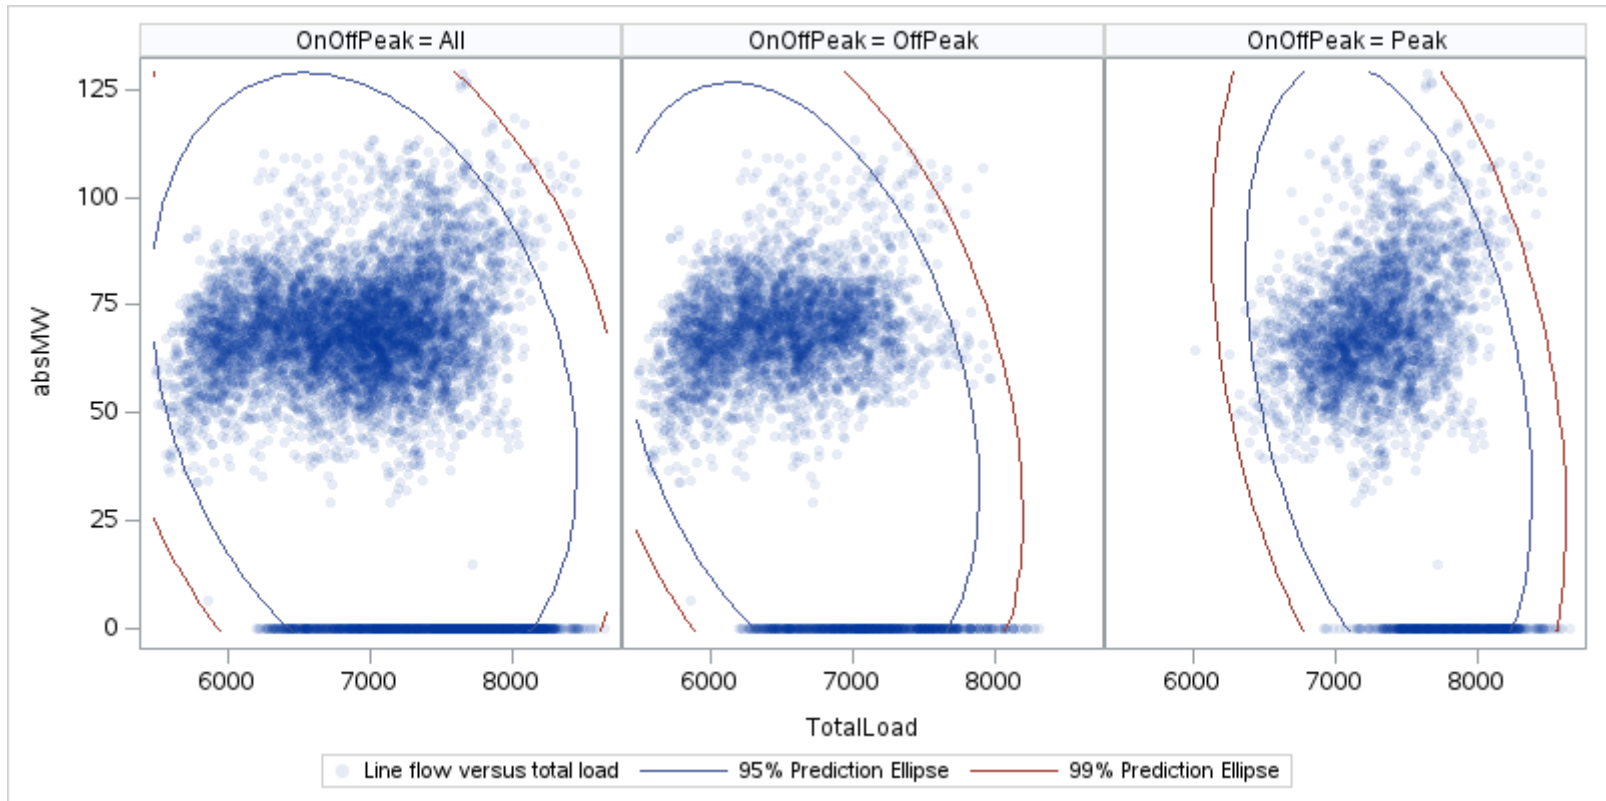 OnOffPeak = All
OnOffPeak = OffPeak
OnOffPeak = Peak
absMW
125
100
75
50
25
0
6000 7000 8000
6000 7000 8000
6000 7000 8000
TotalLoad
Line flow versus total load
95% Prediction Ellipse
99% Prediction Ellipse